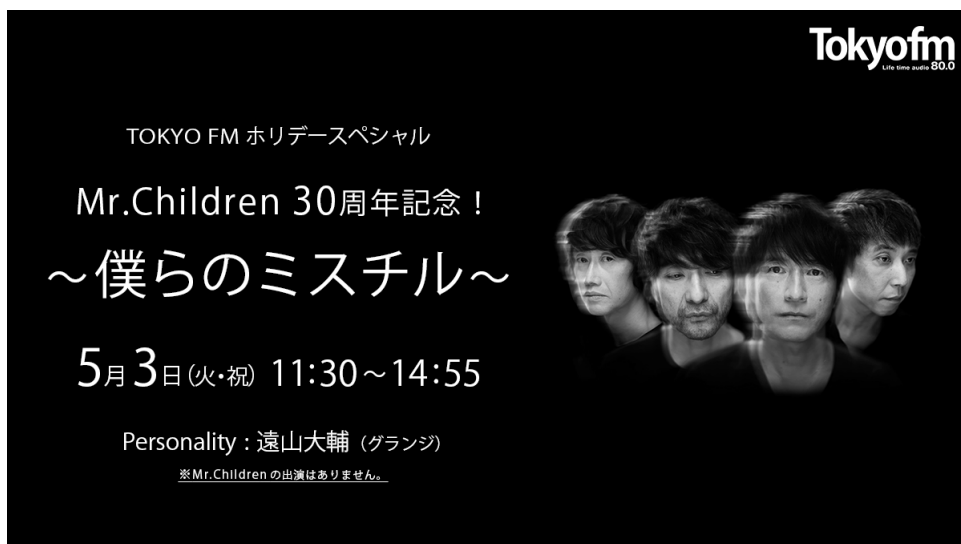 Tokyofm
Life time audio 80.0
TOKYO FM ホリデースペシャル
Mr.Children 30周年記念！
～僕らのミスチル～
5月3日(火・祝) 11:30～14:55
Personality : 遠山大輔（グランジ）
※Mr.Childrenの出演はありません。